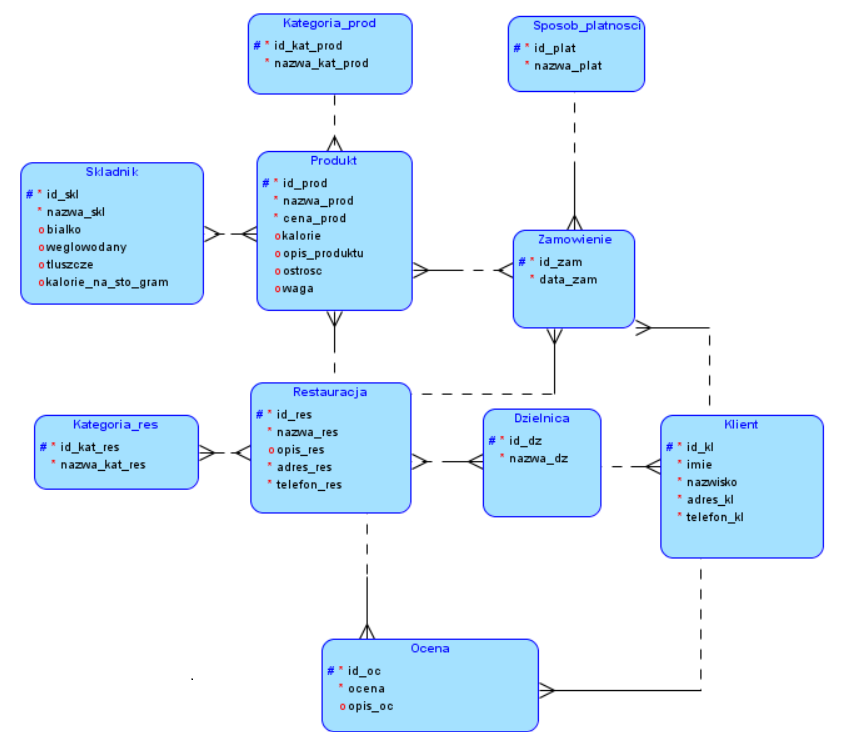 Kategoria_prod
# * id_kat_prod
* nazwa_kat_prod
Sposob_platnosci
# * id_plat
* nazwa_plat
Skladnik
# * id_skl
* nazwa_skl
o bialko
o weglowodany
o tluszcze
o kalorie_na_sto_gram
Produkt
# * id_prod
* nazwa_prod
* cena_prod
o kalorie
o opis_produktu
o ostrosc
o waga
Zamowienie
# * id_zam
* data_zam
Kategoria_res
# * id_kat_res
* nazwa_kat_res
Restauracja
# * id_res
* nazwa_res
o opis_res
* adres_res
* telefon_res
Dzielnica
# * id_dz
* nazwa_dz
Klient
# * id_kl
* imie
* nazwisko
* adres_kl
* telefon_kl
Ocena
# * id_oc
* ocena
o opis_oc